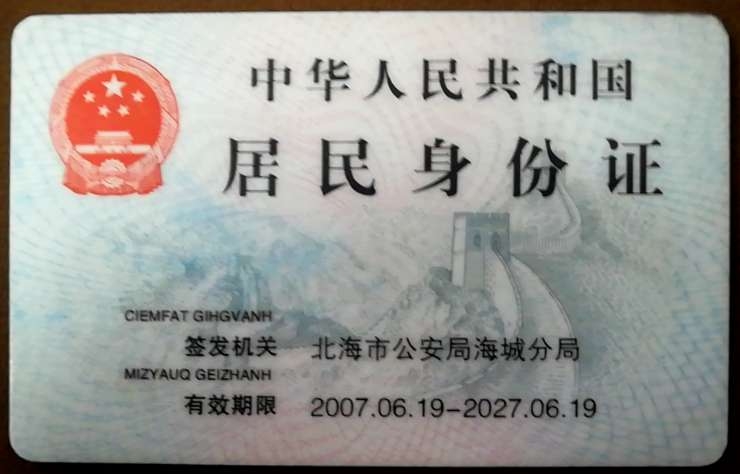 中华人民共和国
居民身份证
CIEMFAT GIHGVANH
签发机关 北海市公安局海城分局
MIZYAUQ GEIZHANH
有效期限 2007.06.19-2027.06.19